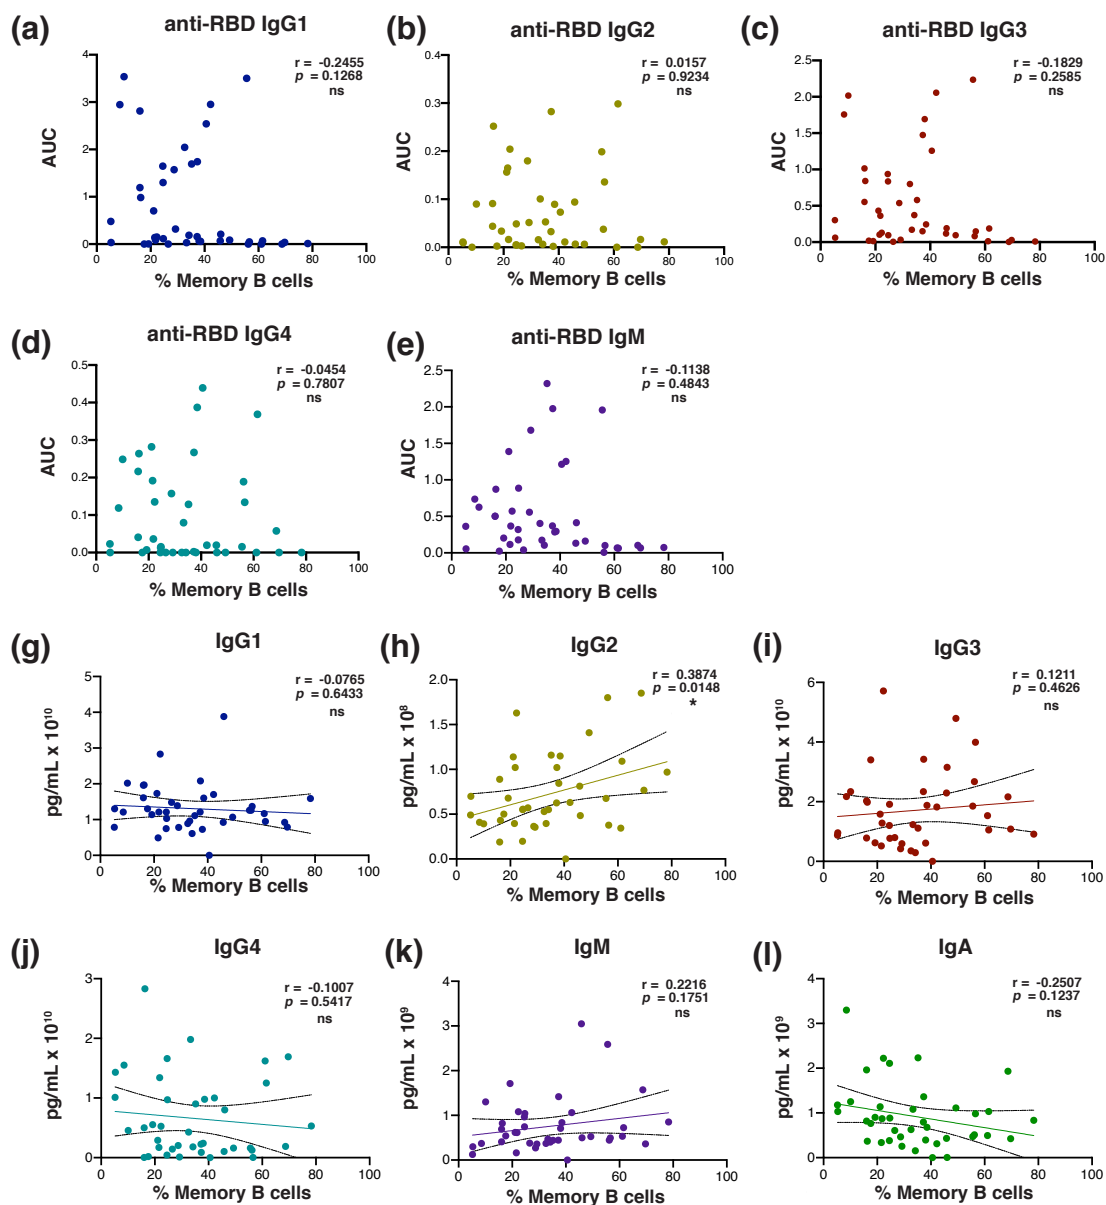 (a)
anti-RBD IgG1
r = -0.2455
p = 0.1268
ns
AUC
4
3
2
1
0
0 20 40 60 80 100
% Memory B cells
(b)
anti-RBD IgG2
r = 0.0157
p = 0.9234
ns
AUC
0.4
0.3
0.2
0.1
0.0
0 20 40 60 80 100
% Memory B cells
(c)
anti-RBD IgG3
r = -0.1829
p = 0.2585
ns
AUC
2.5
2.0
1.5
1.0
0.5
0.0
0 20 40 60 80 100
% Memory B cells
(d)
anti-RBD IgG4
r = -0.0454
p = 0.7807
ns
AUC
0.5
0.4
0.3
0.2
0.1
0.0
0 20 40 60 80 100
% Memory B cells
(e)
anti-RBD IgM
r = -0.1138
p = 0.4843
ns
AUC
2.5
2.0
1.5
1.0
0.5
0.0
0 20 40 60 80 100
% Memory B cells
(g)
IgG1
r = -0.0765
p = 0.6433
ns
pg/mL x 10¹⁰
5
4
3
2
1
0
0 20 40 60 80 100
% Memory B cells
(h)
IgG2
r = 0.3874
p = 0.0148
*
pg/mL x 10⁸
2.0
1.5
1.0
0.5
0.0
0 20 40 60 80 100
% Memory B cells
(i)
IgG3
r = 0.1211
p = 0.4626
ns
pg/mL x 10¹⁰
6
4
2
0
0 20 40 60 80 100
% Memory B cells
(j)
IgG4
r = -0.1007
p = 0.5417
ns
pg/mL x 10¹⁰
3
2
1
0
0 20 40 60 80 100
% Memory B cells
(k)
IgM
r = 0.2216
p = 0.1751
ns
pg/mL x 10⁹
4
3
2
1
0
0 20 40 60 80 100
% Memory B cells
(l)
IgA
r = -0.2507
p = 0.1237
ns
pg/mL x 10⁹
4
3
2
1
0
0 20 40 60 80 100
% Memory B cells